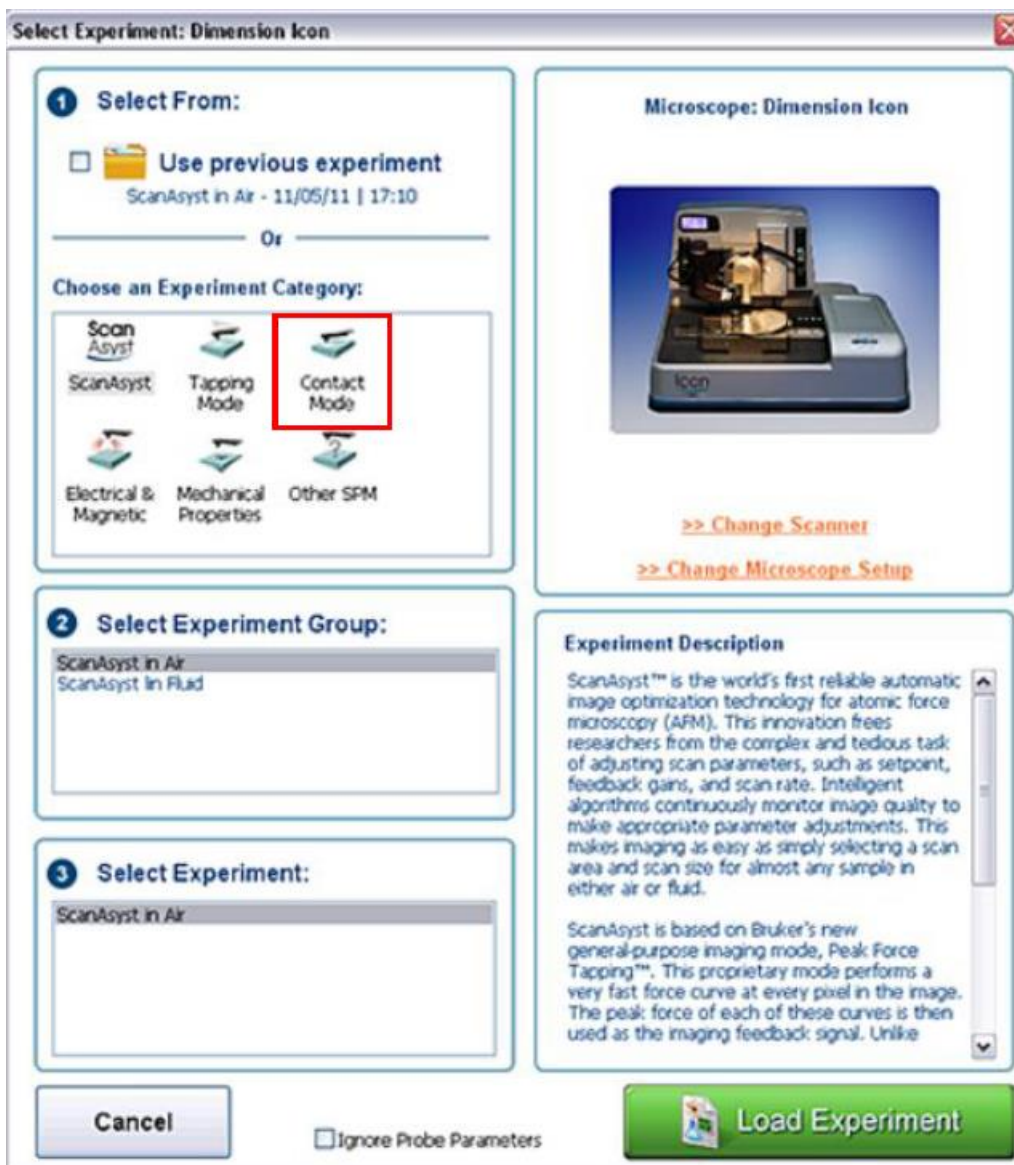 Select Experiment: Dimension Icon
1 Select From:
Use previous experiment
ScanAsyst in Air - 11/05/11 | 17:10
Or
Choose an Experiment Category:
Scan
Asyst
ScanAsyst
Tapping
Mode
Contact
Mode
Electrical &
Magnetic
Mechanical
Properties
?
Other SPM
2 Select Experiment Group:
ScanAsyst in Air
ScanAsyst lin Fluid
3 Select Experiment:
ScanAsyst in Air
Cancel
Ignore Probe Parameters
Microscope: Dimension Icon
Icon
>> Change Scanner
>> Change Microscope Setup
Experiment Description
ScanAsyst™ is the world's first reliable automatic
image optimization technology for atomic force
microscopy (AFM). This innovation frees
researchers from the complex and tedious task
of adjusting scan parameters, such as setpoint,
feedback gains, and scan rate. Intelligent
algorithms continuously monitor image quality to
make appropriate parameter adjustments. This
makes imaging as easy as simply selecting a scan
area and scan size for almost any sample in
either air or fluid.
ScanAsyst is based on Bruker's new
general-purpose imaging mode, Peak Force
Tapping™. This proprietary mode performs a
very fast force curve at every pixel in the image.
The peak force of each of these curves is then
used as the imaging feedback signal. Unlike
Load Experiment